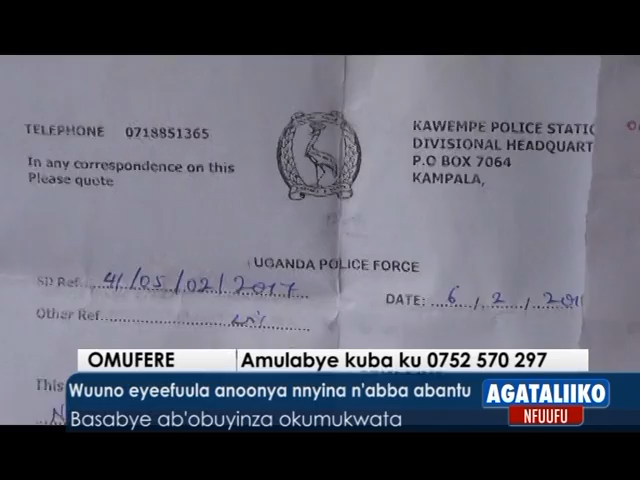 TELEPHONE 0718851365
In any correspondence on this
Please quote
KAWEMPE POLICE STATIO
DIVISIONAL HEADQUART
P.O BOX 7064
KAMPALA,
UGANDA POLICE FORCE
SD Ref. 41/05/02/2017
DATE: 6/2/201
Other Ref.
This
OMUFERE
Amulabye kuba ku 0752 570 297
Wuuno eyeefuula anoonya nnyina n'abba abantu
Basabye ab'obuyinza okumukwata
AGATALIIKO
NFUUFU